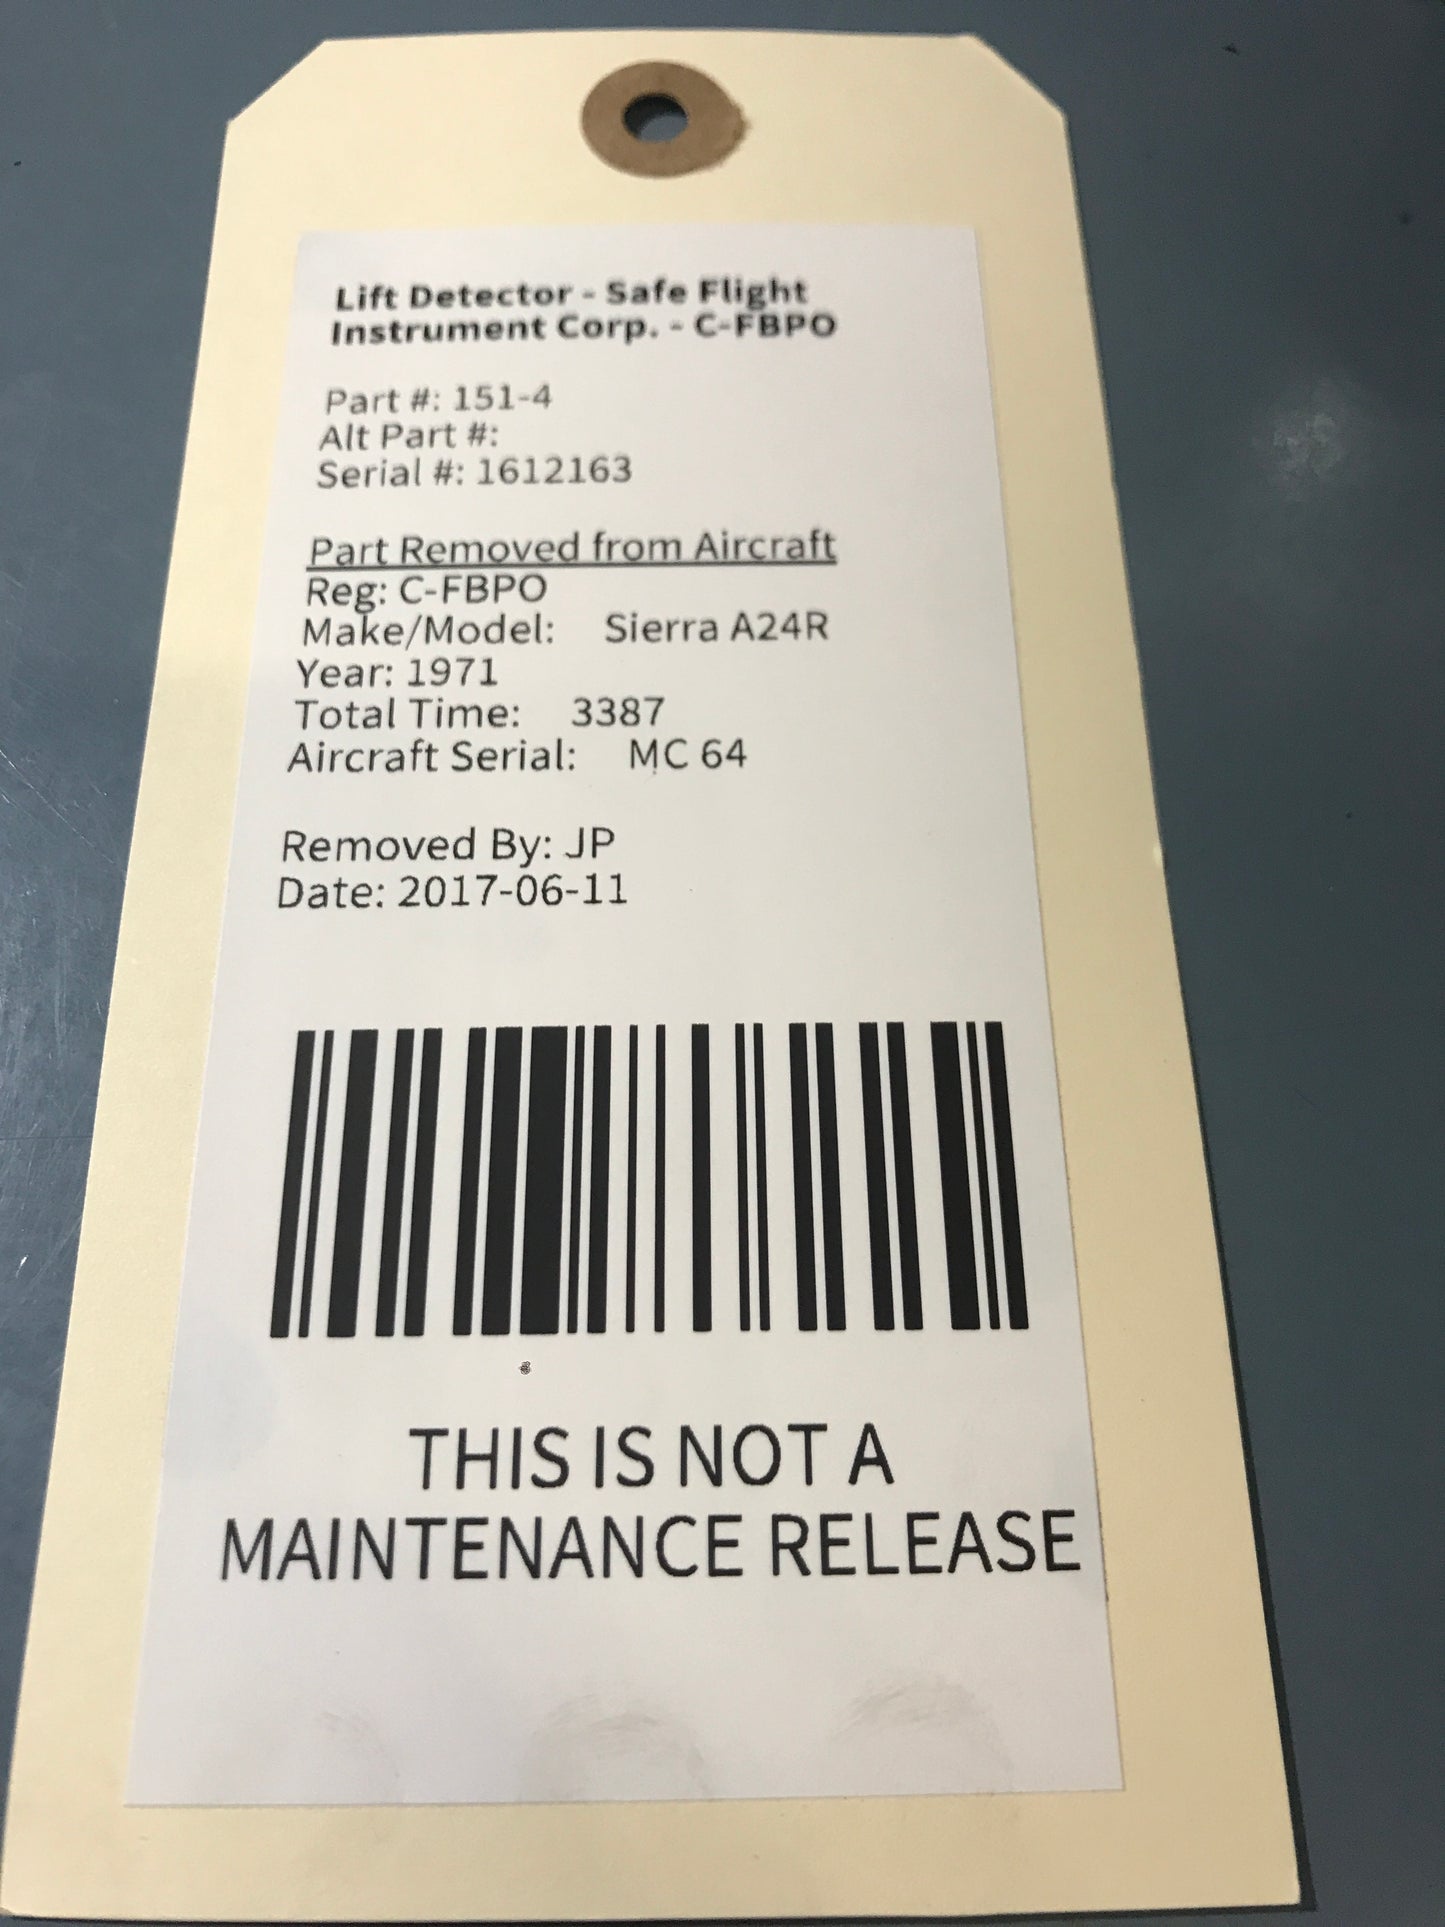 Lift Detector - Safe Flight
Instrument Corp. - C-FBPO
Part #: 151-4
Alt Part #:
Serial #: 1612163
Part Removed from Aircraft
Reg: C-FBPO
Make/Model: Sierra A24R
Year: 1971
Total Time: 3387
Aircraft Serial: MC 64
Removed By: JP
Date: 2017-06-11
THIS IS NOT A
MAINTENANCE RELEASE